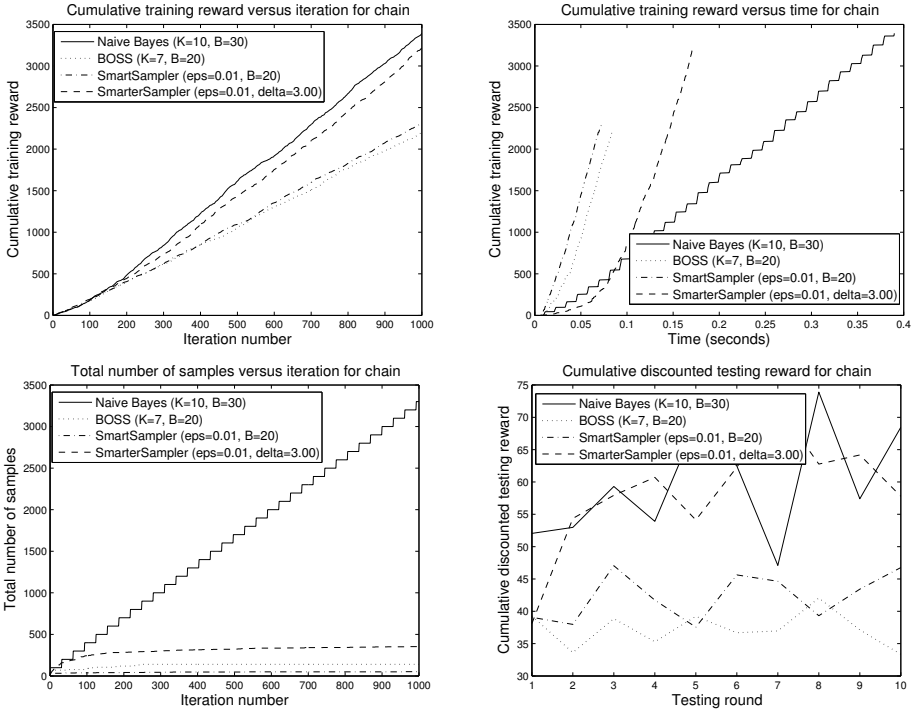 Cumulative training reward versus iteration for chain
3500
3000
2500
2000
1500
1000
500
0
Cumulative training reward
Naive Bayes (K=10, B=30)
BOSS (K=7, B=20)
SmartSampler (eps=0.01, B=20)
SmarterSampler (eps=0.01, delta=3.00)
0 100 200 300 400 500 600 700 800 900 1000
Iteration number
Cumulative training reward versus time for chain
3500
3000
2500
2000
1500
1000
500
0
Cumulative training reward
Naive Bayes (K=10, B=30)
BOSS (K=7, B=20)
SmartSampler (eps=0.01, B=20)
SmarterSampler (eps=0.01, delta=3.00)
0 0.05 0.1 0.15 0.2 0.25 0.3 0.35 0.4
Time (seconds)
Total number of samples versus iteration for chain
3500
3000
2500
2000
1500
1000
500
0
Total number of samples
Naive Bayes (K=10, B=30)
BOSS (K=7, B=20)
SmartSampler (eps=0.01, B=20)
SmarterSampler (eps=0.01, delta=3.00)
0 100 200 300 400 500 600 700 800 900 1000
Iteration number
Cumulative discounted testing reward for chain
75
70
65
60
55
50
45
40
35
30
Cumulative discounted testing reward
Naive Bayes (K=10, B=30)
BOSS (K=7, B=20)
SmartSampler (eps=0.01, B=20)
SmarterSampler (eps=0.01, delta=3.00)
1 2 3 4 5 6 7 8 9 10
Testing round